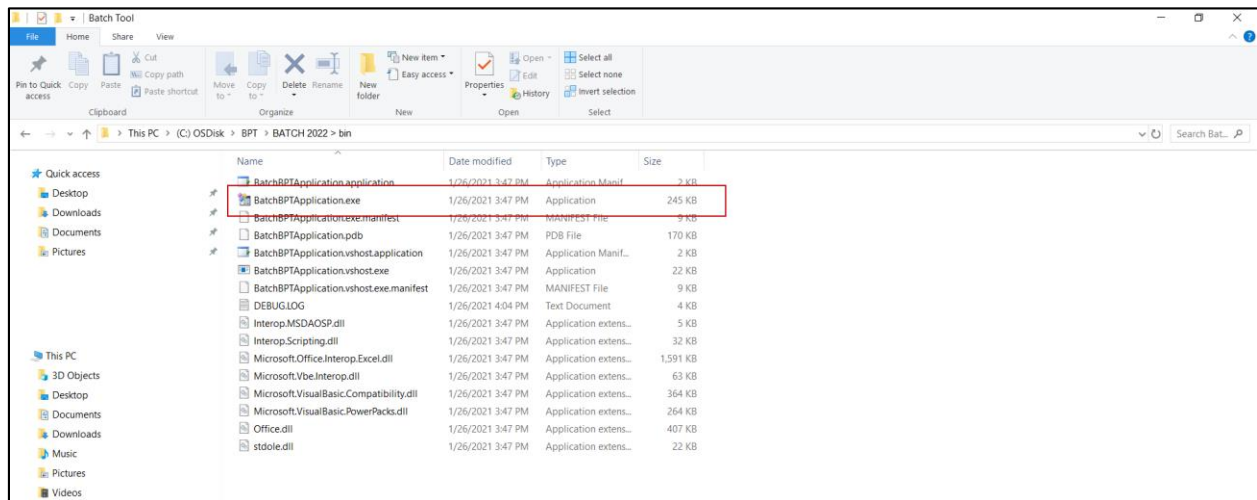 Batch Tool
File Home Share View
Pin to Quick access
Copy
Paste
Cut
Copy path
Paste shortcut
Move to
Copy to
Delete
Rename
New folder
New item
Easy access
Properties
Open
Edit
History
Select all
Select none
Invert selection
Clipboard Organize New Open Select
This PC > (C:) OSDisk > BPT > BATCH 2022 > bin
Search Bat...
Name Date modified Type Size
BatchBPTApplication.application 1/26/2021 3:47 PM Application Manif... 2 KB
BatchBPTApplication.exe 1/26/2021 3:47 PM Application 245 KB
BatchBPTApplication.exe.manifest 1/26/2021 3:47 PM MANIFEST File 9 KB
BatchBPTApplication.pdb 1/26/2021 3:47 PM PDB File 170 KB
BatchBPTApplication.vshost.application 1/26/2021 3:47 PM Application Manif... 2 KB
BatchBPTApplication.vshost.exe 1/26/2021 3:47 PM Application 22 KB
BatchBPTApplication.vshost.exe.manifest 1/26/2021 3:47 PM MANIFEST File 9 KB
DEBUG.LOG 1/26/2021 4:04 PM Text Document 4 KB
Interop.MSDAOSP.dll 1/26/2021 3:47 PM Application extens... 5 KB
Interop.Scripting.dll 1/26/2021 3:47 PM Application extens... 32 KB
Microsoft.Office.Interop.Excel.dll 1/26/2021 3:47 PM Application extens... 1,591 KB
Microsoft.Vbe.Interop.dll 1/26/2021 3:47 PM Application extens... 63 KB
Microsoft.VisualBasic.Compatibility.dll 1/26/2021 3:47 PM Application extens... 364 KB
Microsoft.VisualBasic.PowerPacks.dll 1/26/2021 3:47 PM Application extens... 264 KB
Office.dll 1/26/2021 3:47 PM Application extens... 407 KB
stdole.dll 1/26/2021 3:47 PM Application extens... 22 KB
Quick access
Desktop
Downloads
Documents
Pictures
This PC
3D Objects
Desktop
Documents
Downloads
Music
Pictures
Videos